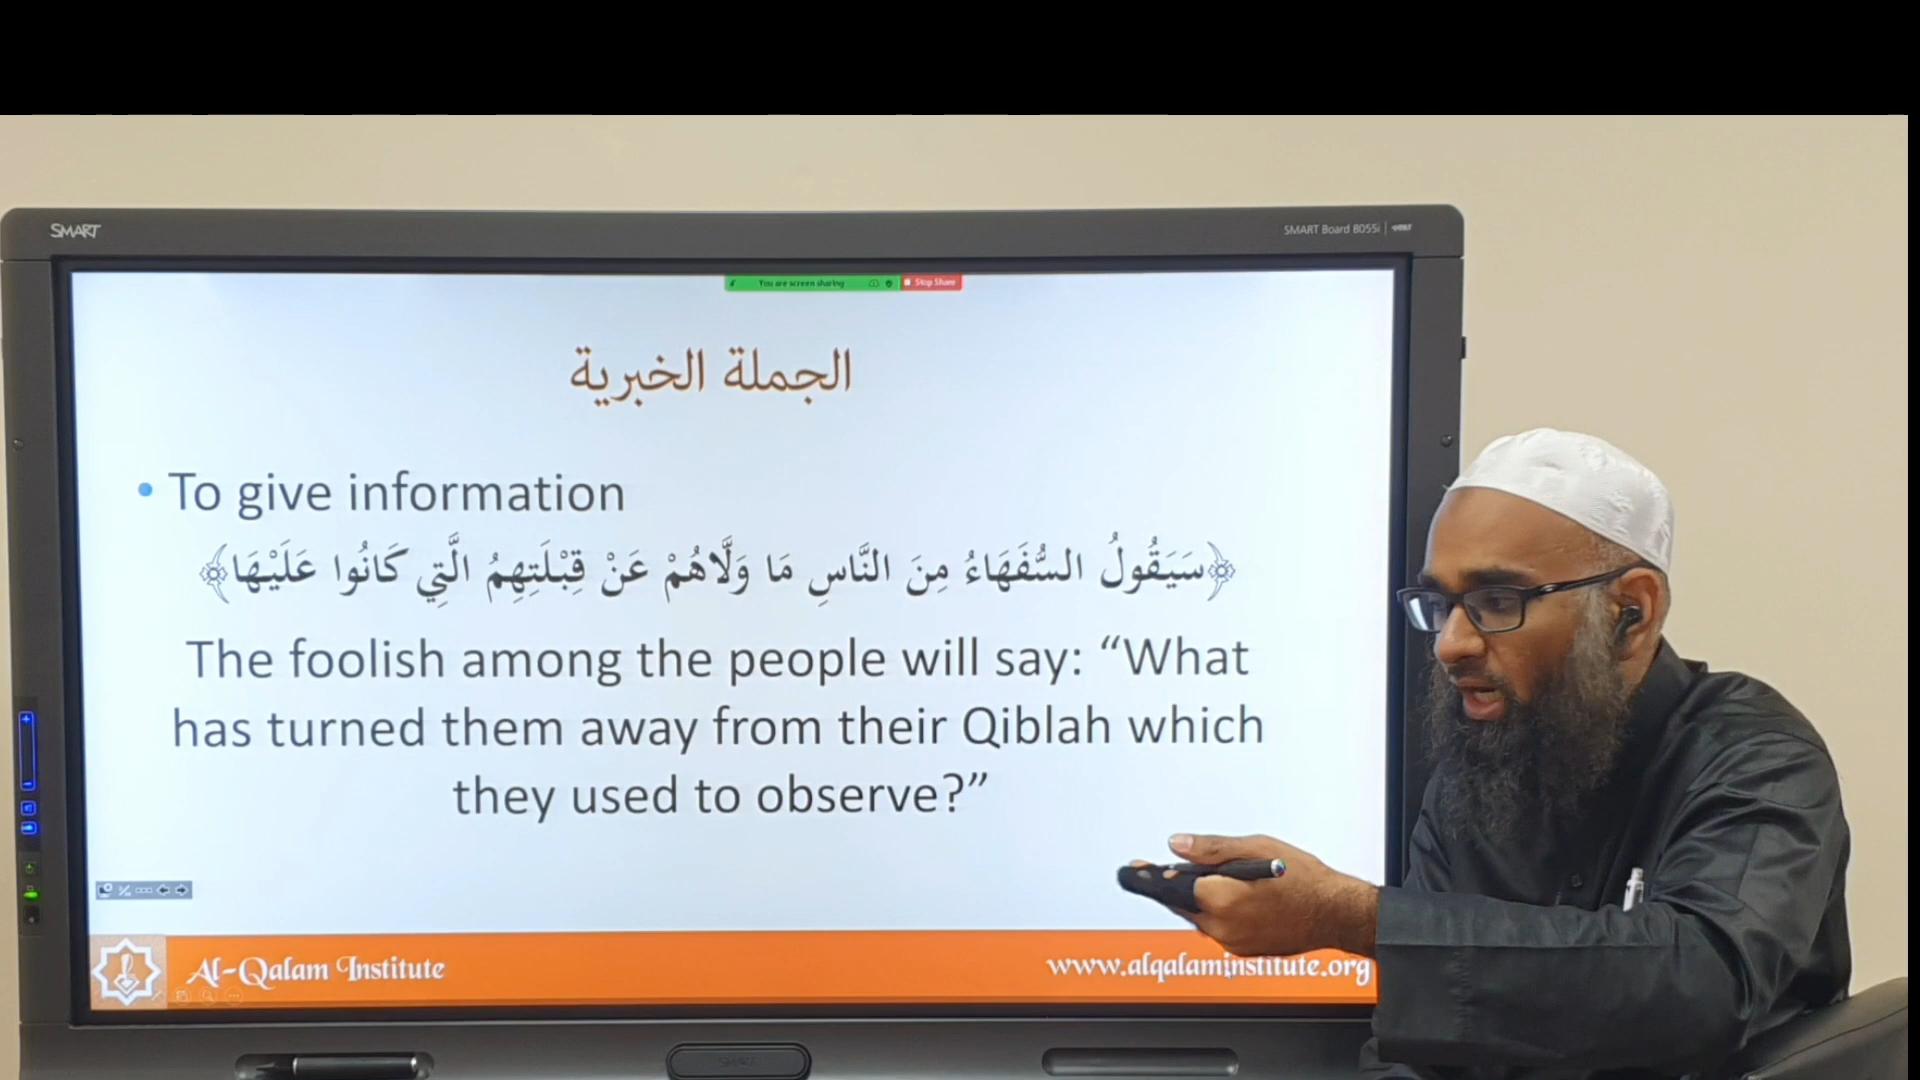 SMART
SMART Board 8055i
You are screen sharing
Stop Share
الجملة الخبرية
• To give information
﴿سَيَقُولُ السُّفَهَاءُ مِنَ النَّاسِ مَا وَلَّاهُمْ عَنْ قِبْلَتِهِمُ الَّتِي كَانُوا عَلَيْهَا﴾
The foolish among the people will say: “What
has turned them away from their Qiblah which
they used to observe?”
Al-Qalam Institute
www.alqalaminstitute.org
SMART